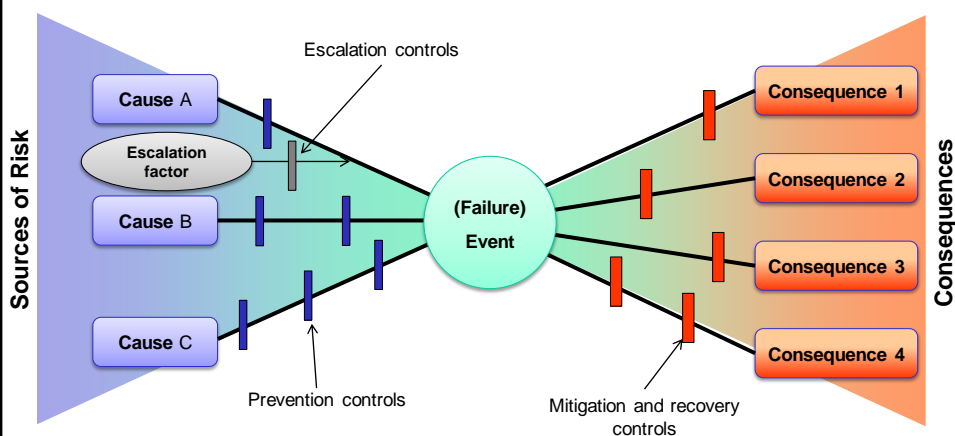 Sources of Risk
Escalation controls
Cause A
Escalation
factor
Cause B
Cause C
Prevention controls
(Failure)
Event
Consequence 1
Consequence 2
Consequence 3
Consequence 4
Mitigation and recovery
controls
Consequences